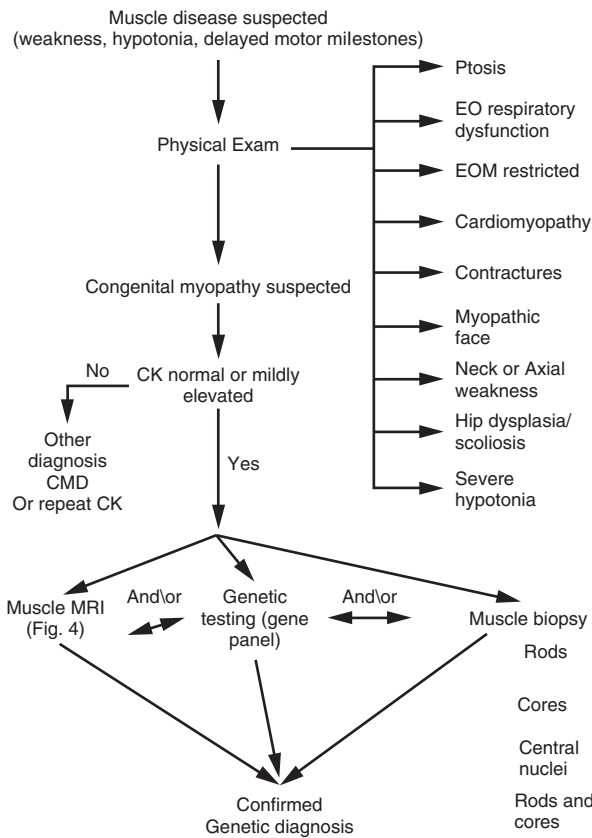 Muscle disease suspected
(weakness, hypotonia, delayed motor milestones)
Physical Exam
Ptosis
EO respiratory
dysfunction
EOM restricted
Cardiomyopathy
Contractures
Myopathic
face
Neck or Axial
weakness
Hip dysplasia/
scoliosis
Severe
hypotonia
Congenital myopathy suspected
CK normal or mildly
elevated
No
Other
diagnosis
CMD
Or repeat CK
Yes
Muscle MRI
(Fig. 4)
And\or
Genetic
testing (gene
panel)
And\or
Muscle biopsy
Rods
Cores
Central
nuclei
Rods and
cores
Confirmed
Genetic diagnosis